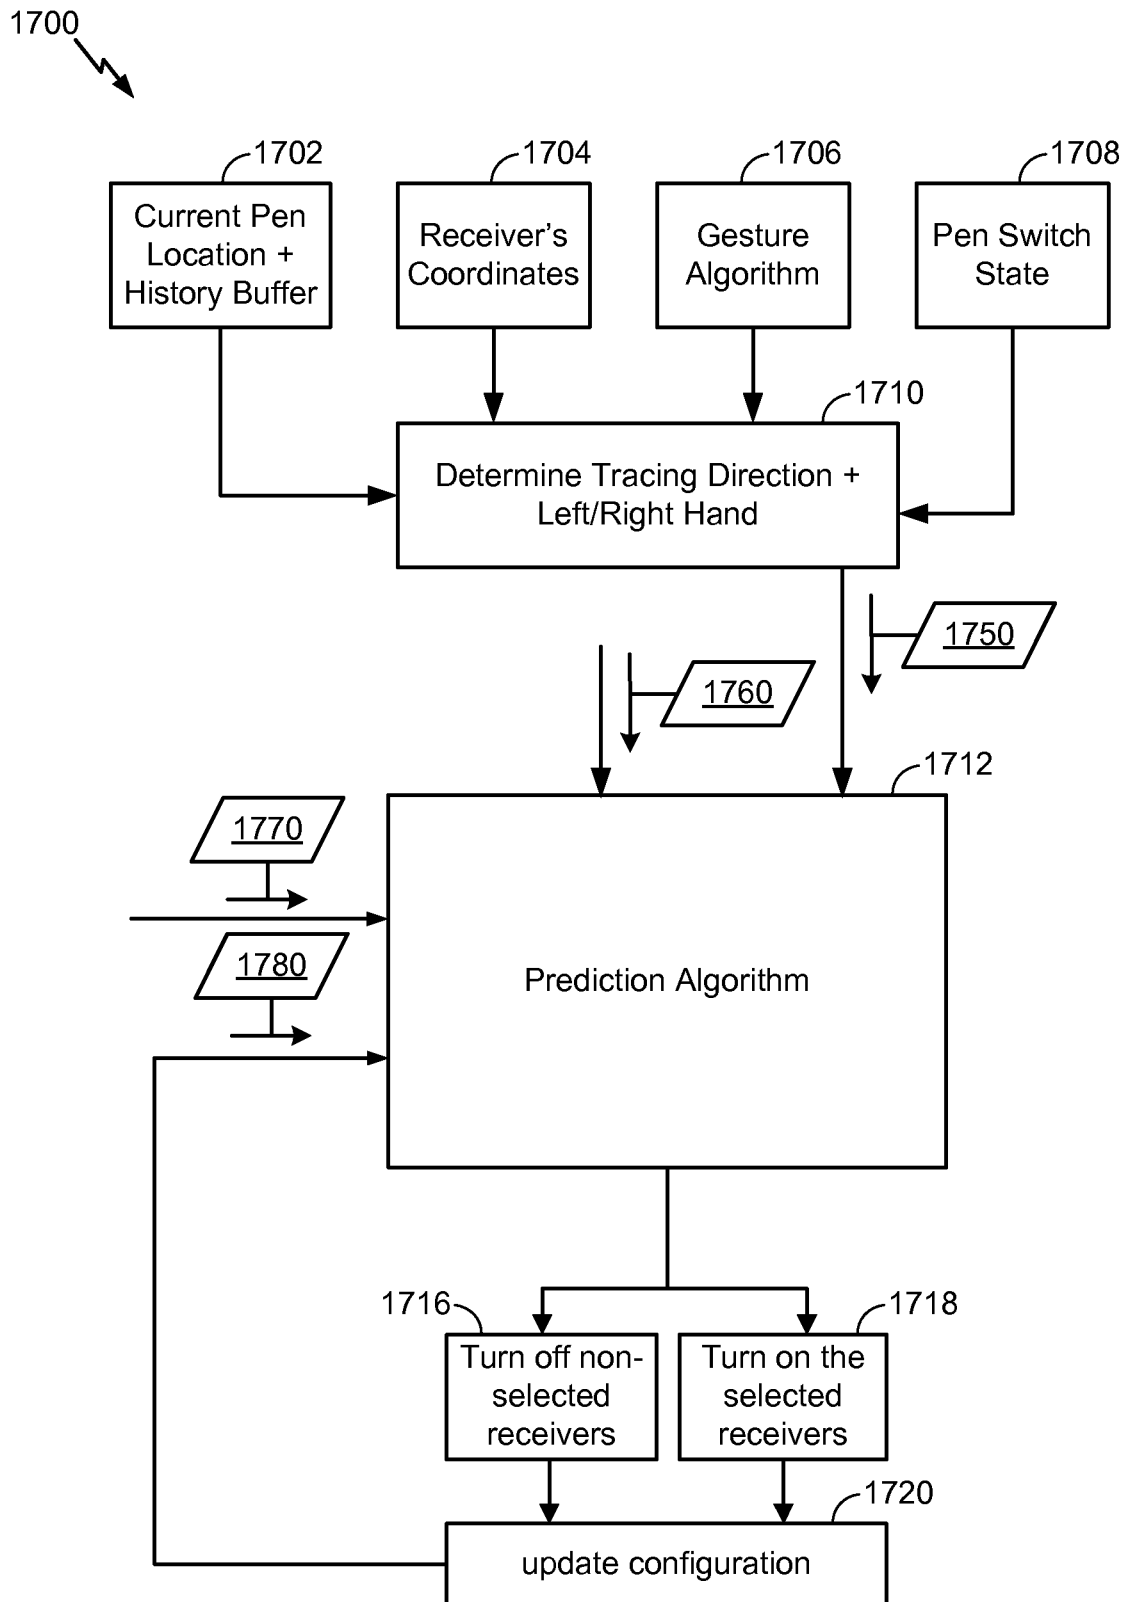 1700
1702
1704
1706
1708
Current Pen
Location +
History Buffer
Receiver's
Coordinates
Gesture
Algorithm
Pen Switch
State
1710
Determine Tracing Direction +
Left/Right Hand
1750
1760
1712
1770
1780
Prediction Algorithm
1716
1718
Turn off non-
selected
receivers
Turn on the
selected
receivers
1720
update configuration